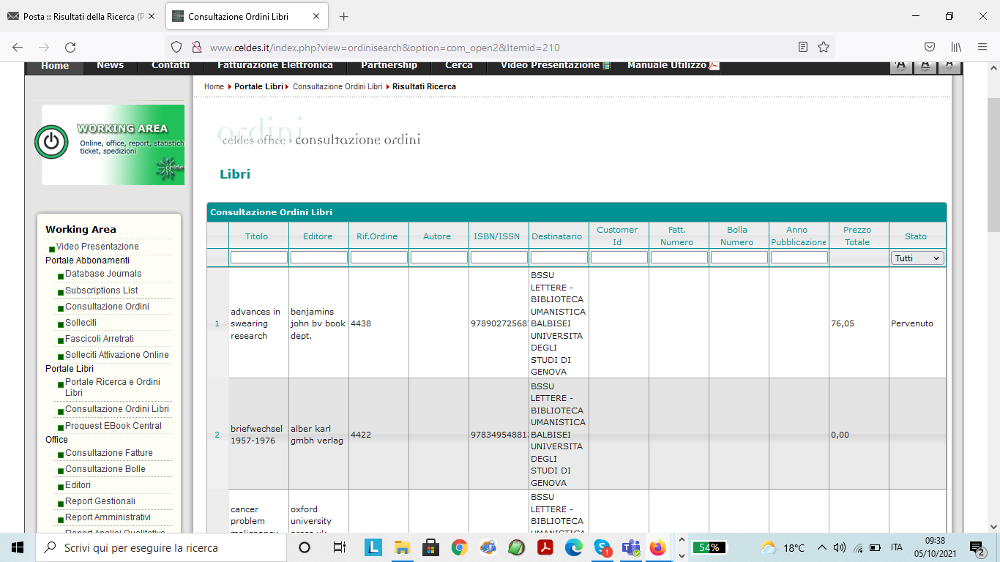 Posta :: Risultati della Ricerca (P
Consultazione Ordini Libri
www.celdes.it/index.php?view=ordinisearch&option=com_open2&Itemid=210
Home News Contatti Fatturazione Elettronica Partnership Cerca Video Presentazione Manuale Utilizzo A A A
Home Portale Libri Consultazione Ordini Libri Risultati Ricerca
WORKING AREA
Online, office, report, statistich
ticket, spedizioni
celdes
ordini
celdes office › consultazione ordini
Libri
Working Area
Video Presentazione
Portale Abbonamenti
Database Journals
Subscriptions List
Consultazione Ordini
Solleciti
Fascicoli Arretrati
Solleciti Attivazione Online
Portale Libri
Portale Ricerca e Ordini
Libri
Consultazione Ordini Libri
Proquest EBook Central
Office
Consultazione Fatture
Consultazione Bolle
Editori
Report Gestionali
Report Amministrativi
Report Analisi Qualitativa
Consultazione Ordini Libri
Titolo Editore Rif.Ordine Autore ISBN/ISSN Destinatario Customer Id Fatt. Numero Bolla Numero Anno Pubblicazione Prezzo Totale Stato
Tutti
1 advances in swearing research benjamins john bv book dept. 4438 9789027256 BSSU LETTERE - BIBLIOTECA UMANISTICA BALBISEI UNIVERSITA DEGLI STUDI DI GENOVA 76,05 Pervenuto
2 briefwechsel 1957-1976 alber karl gmbh verlag 4422 97834954881 BSSU LETTERE - BIBLIOTECA UMANISTICA BALBISEI UNIVERSITA DEGLI STUDI DI GENOVA 0,00
cancer problem oxford university BSSU LETTERE - BIBLIOTECA UMANISTICA
Scrivi qui per eseguire la ricerca
L
1
54%
18°C
ITA
09:38
05/10/2021
2